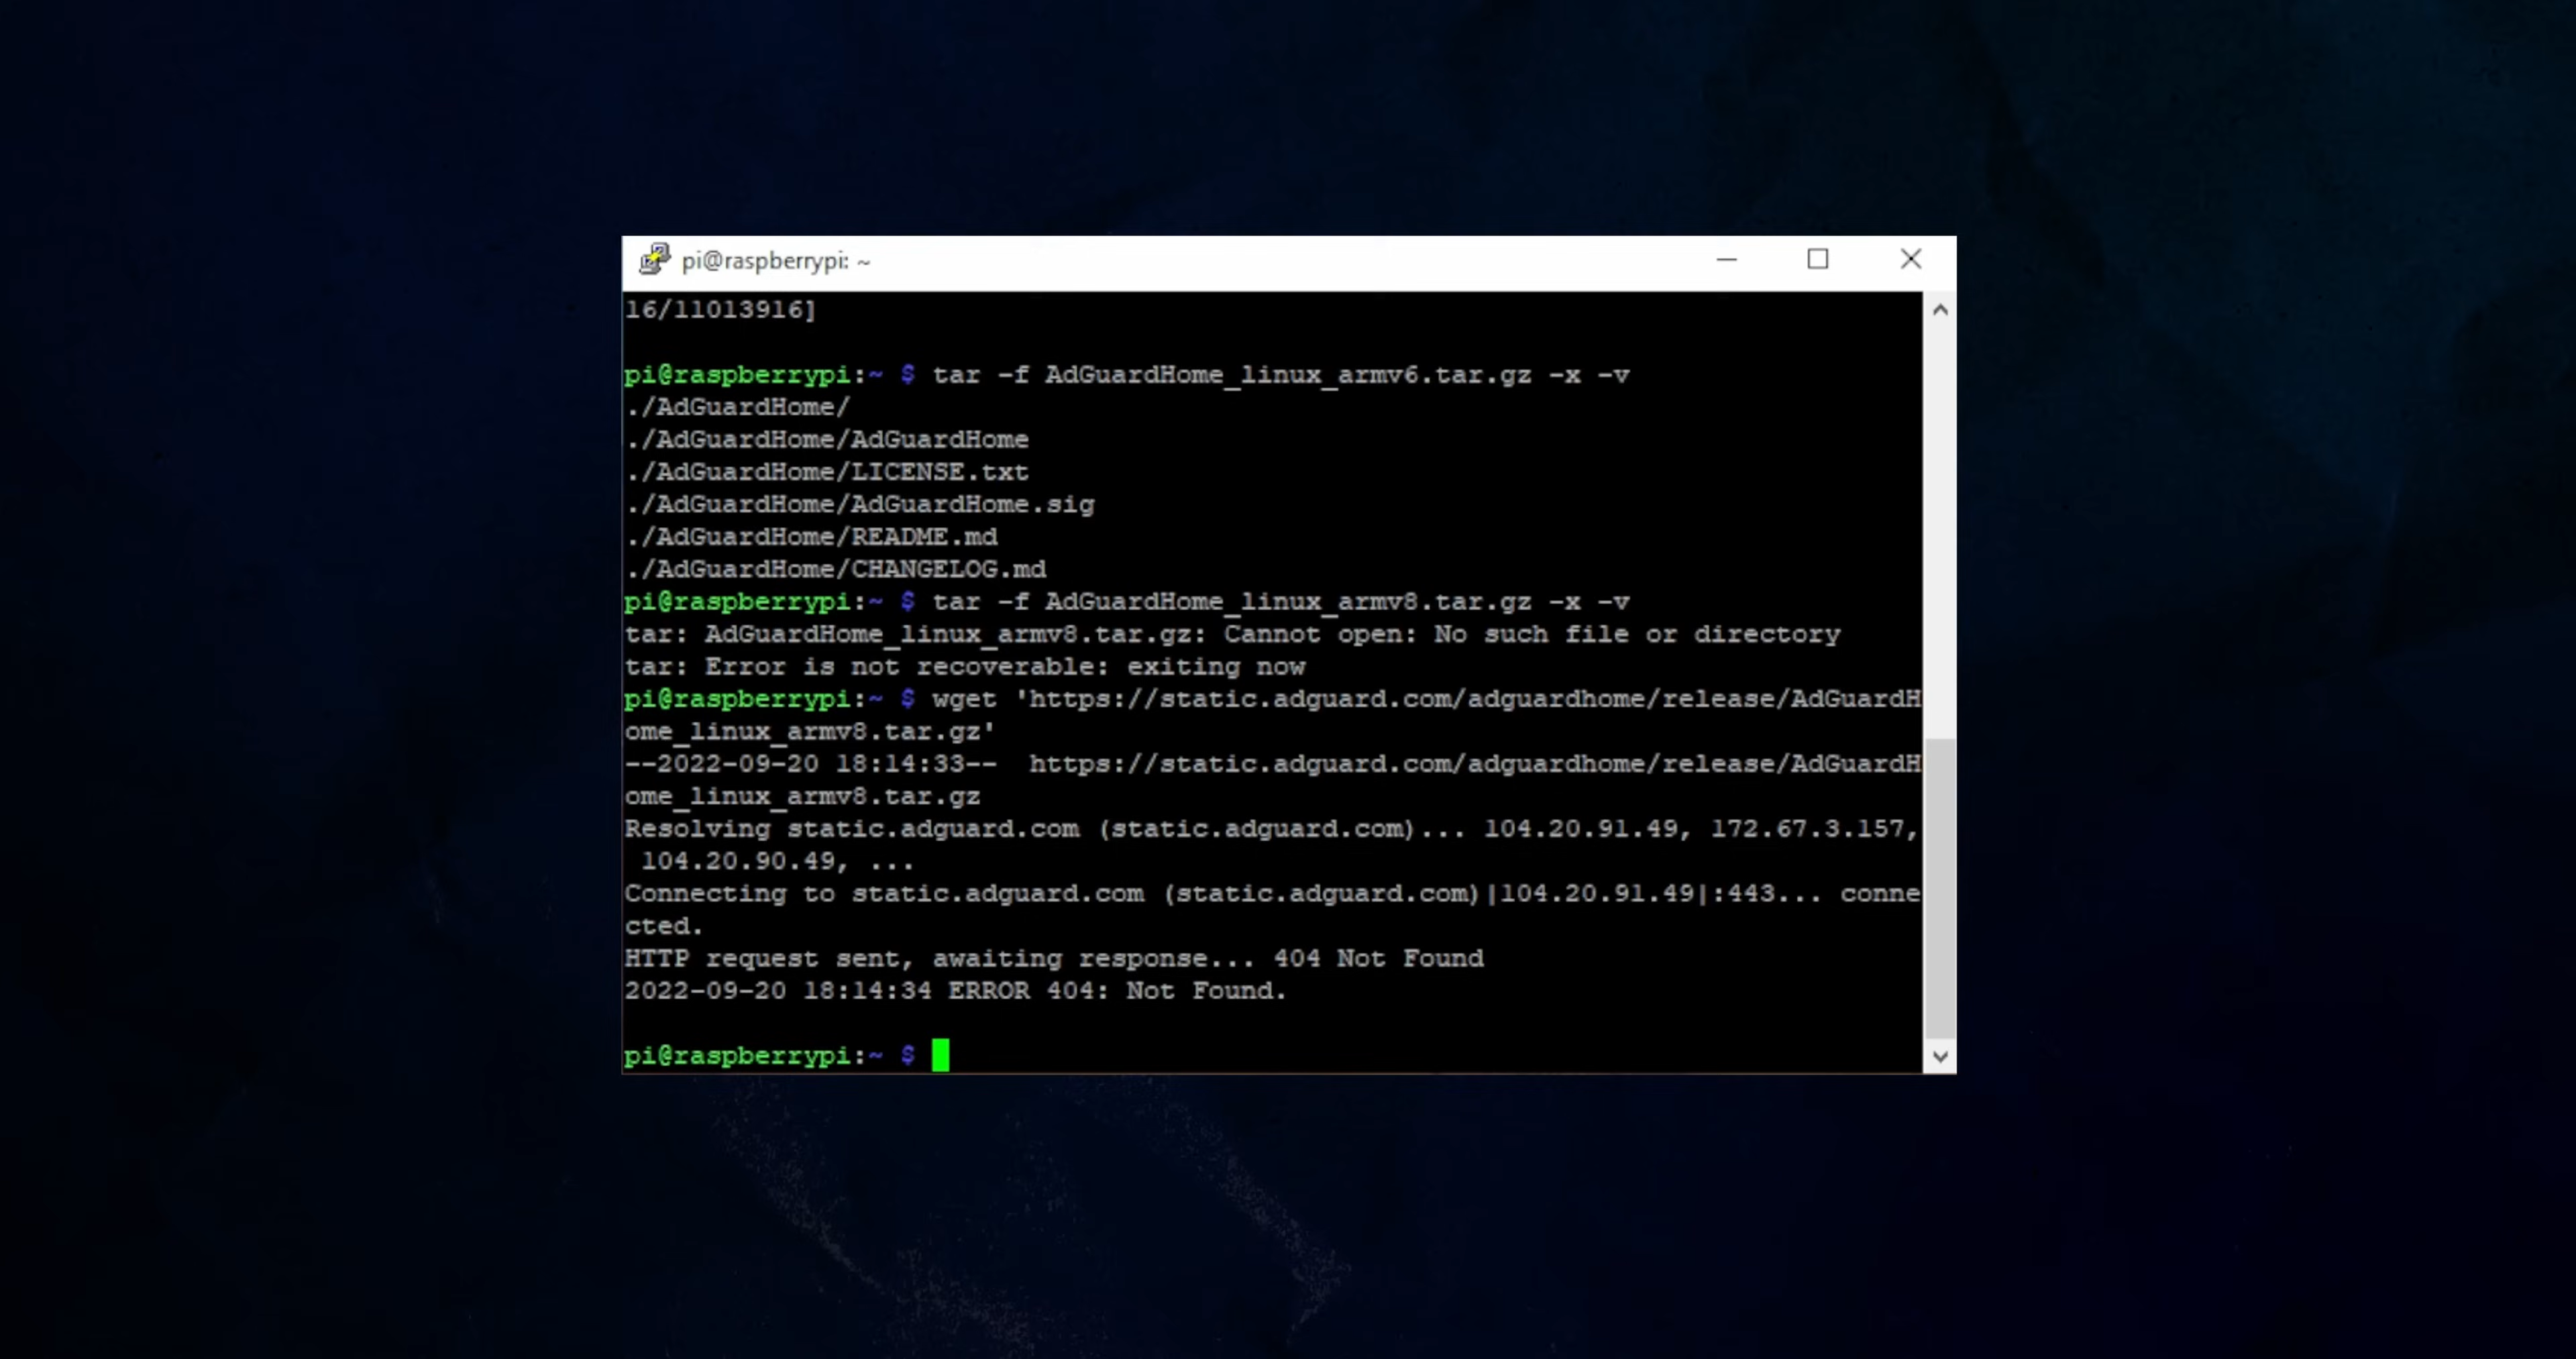 pi@raspberrypi: ~
16/11013916]
pi@raspberrypi:~ $ tar -f AdGuardHome_linux_armv6.tar.gz -x -v
./AdGuardHome/
./AdGuardHome/AdGuardHome
./AdGuardHome/LICENSE.txt
./AdGuardHome/AdGuardHome.sig
./AdGuardHome/README.md
./AdGuardHome/CHANGELOG.md
pi@raspberrypi:~ $ tar -f AdGuardHome_linux_armv8.tar.gz -x -v
tar: AdGuardHome_linux_armv8.tar.gz: Cannot open: No such file or directory
tar: Error is not recoverable: exiting now
pi@raspberrypi:~ $ wget 'https://static.adguard.com/adguardhome/release/AdGuardH
ome_linux_armv8.tar.gz'
--2022-09-20 18:14:33--  https://static.adguard.com/adguardhome/release/AdGuardH
ome_linux_armv8.tar.gz
Resolving static.adguard.com (static.adguard.com)... 104.20.91.49, 172.67.3.157,
 104.20.90.49, ...
Connecting to static.adguard.com (static.adguard.com)|104.20.91.49|:443... conne
cted.
HTTP request sent, awaiting response... 404 Not Found
2022-09-20 18:14:34 ERROR 404: Not Found.
pi@raspberrypi:~ $